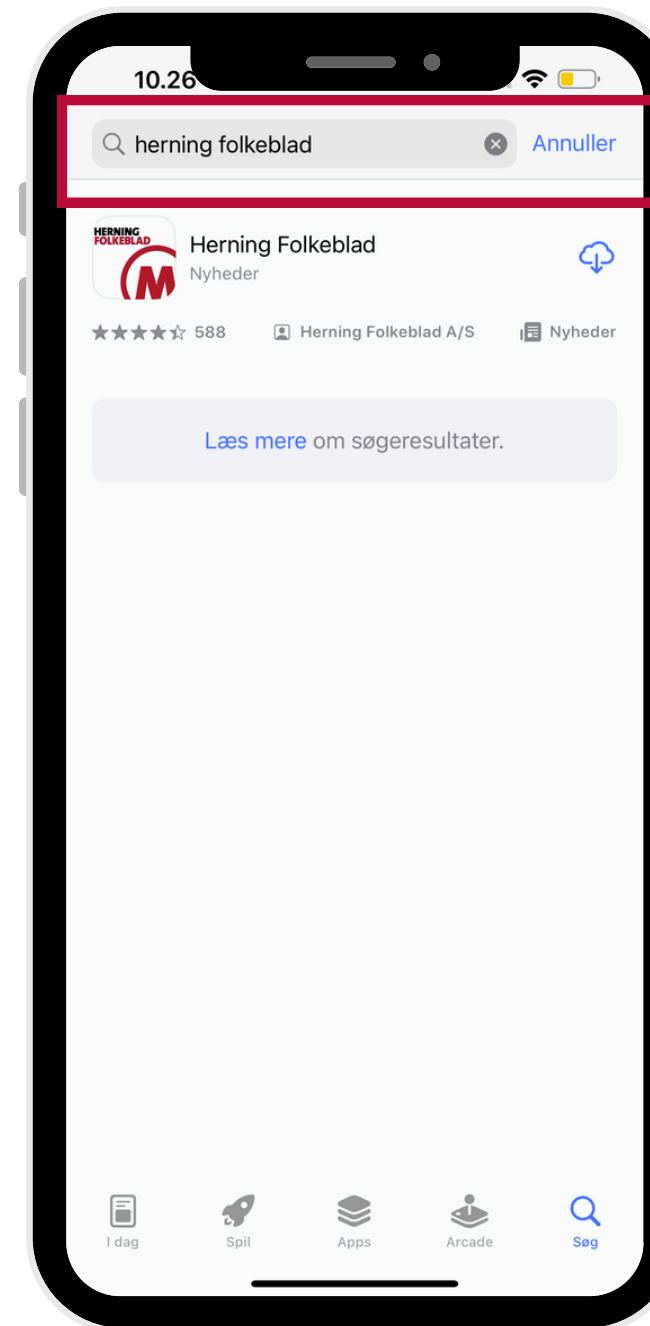 10.26
herning folkeblad
Annuller
HERNING
FOLKEBLAD
M
Herning Folkeblad
Nyheder
588
Herning Folkeblad A/S
Nyheder
Læs mere om søgeresultater.
I dag
Spil
Apps
Arcade
Søg